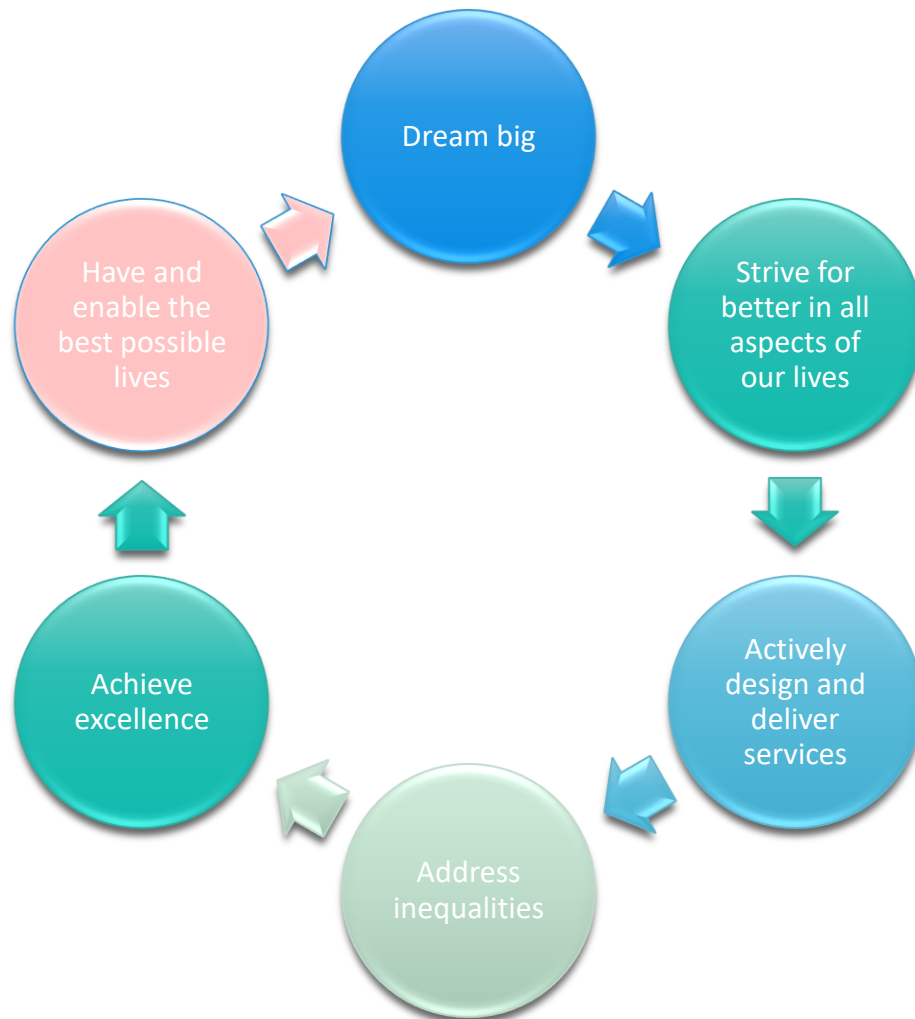 Dream big
Strive for
better in all
aspects of
our lives
Actively
design and
deliver
services
Address
inequalities
Achieve
excellence
Have and
enable the
best possible
lives